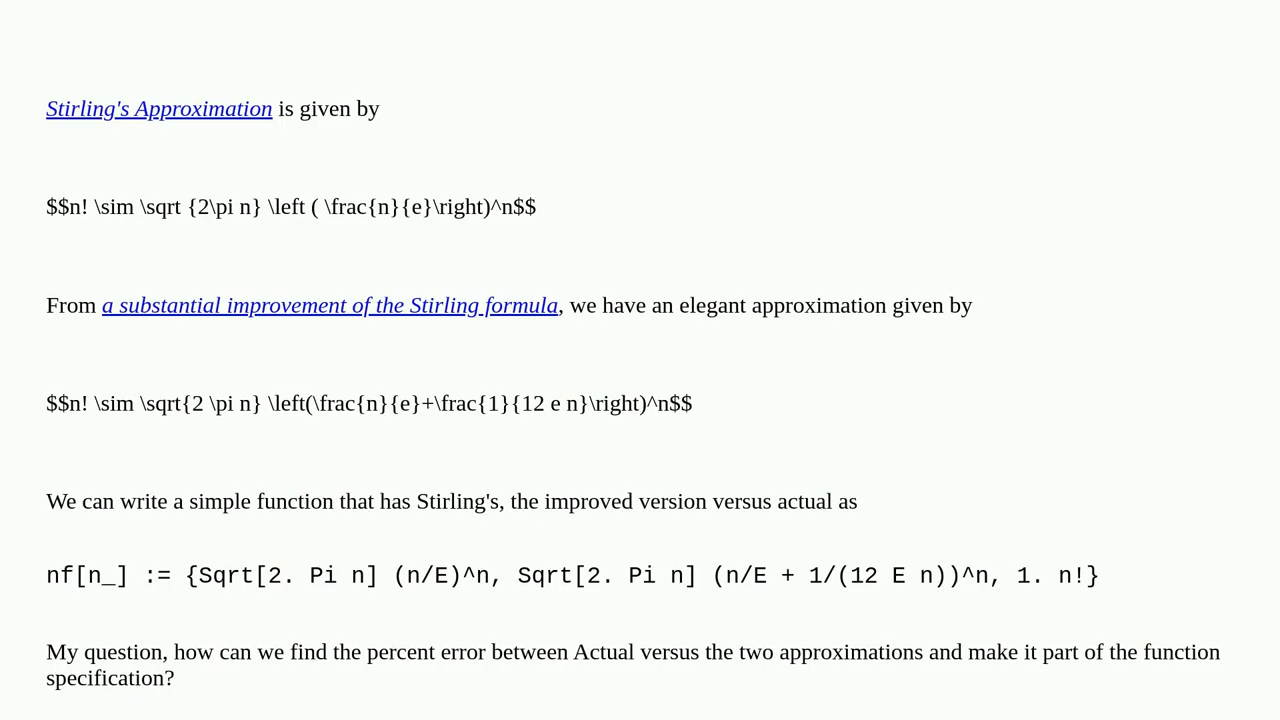 Stirling's Approximation is given by
$$n! \sim \sqrt {2\pi n} \left ( \frac{n}{e}\right)^n$$
From a substantial improvement of the Stirling formula, we have an elegant approximation given by
$$n! \sim \sqrt{2 \pi n} \left(\frac{n}{e}+\frac{1}{12 e n}\right)^n$$
We can write a simple function that has Stirling's, the improved version versus actual as
nf[n_] := {Sqrt[2. Pi n] (n/E)^n, Sqrt[2. Pi n] (n/E + 1/(12 E n))^n, 1. n!}
My question, how can we find the percent error between Actual versus the two approximations and make it part of the function
specification?